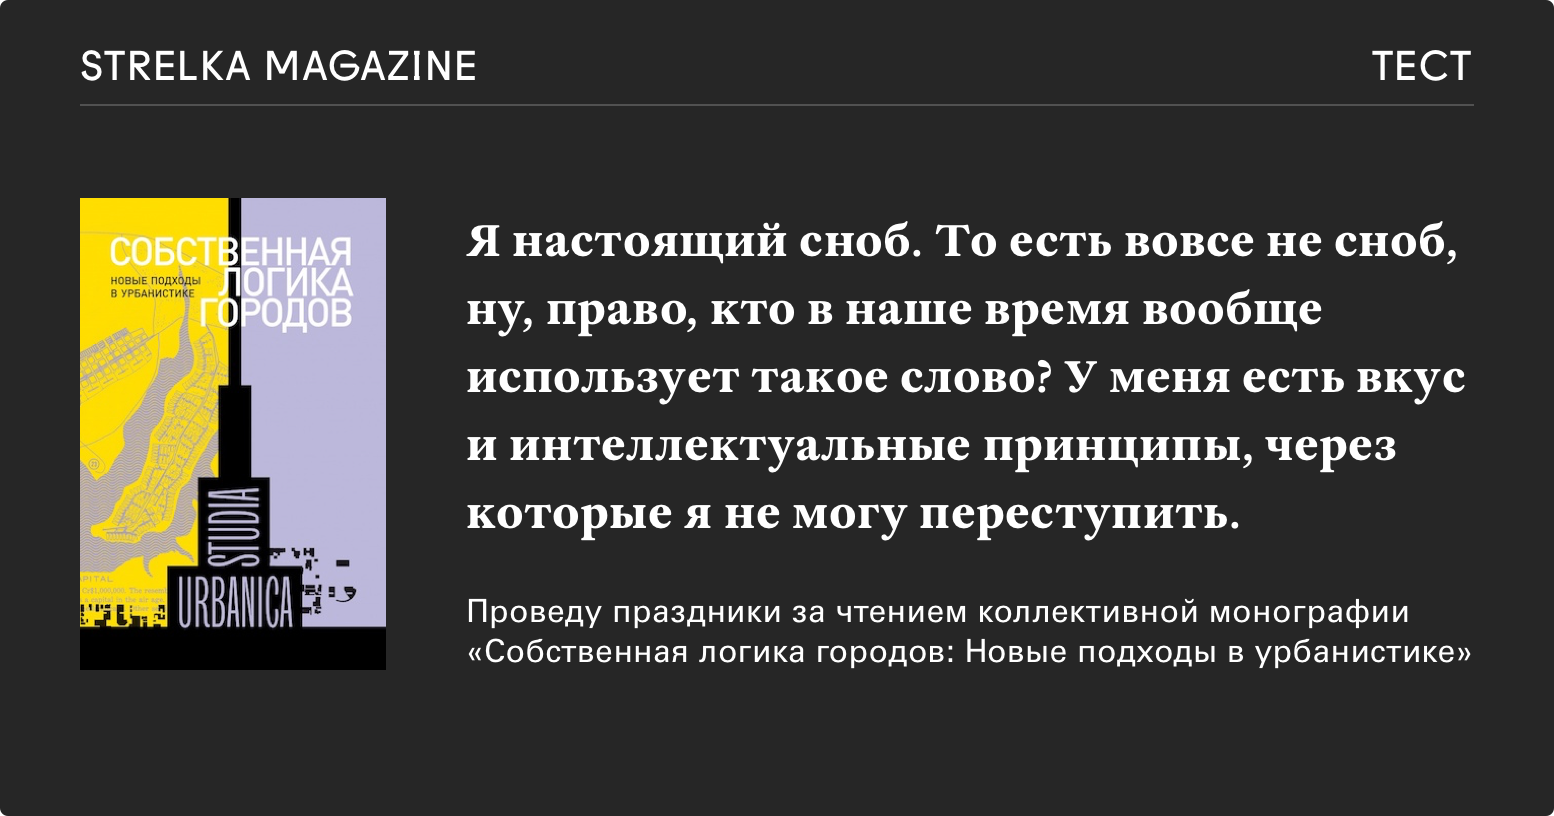 STRELKA MAGAZINE
ТЕСТ
СОБСТВЕННАЯ
ЛОГИКА
ГОРОДОВ
НОВЫЕ ПОДХОДЫ
В УРБАНИСТИКЕ
STUDIA
URBANICA
Я настоящий сноб. То есть вовсе не сноб,
ну, право, кто в наше время вообще
использует такое слово? У меня есть вкус
и интеллектуальные принципы, через
которые я не могу переступить.
Проведу праздники за чтением коллективной монографии
«Собственная логика городов: Новые подходы в урбанистике»